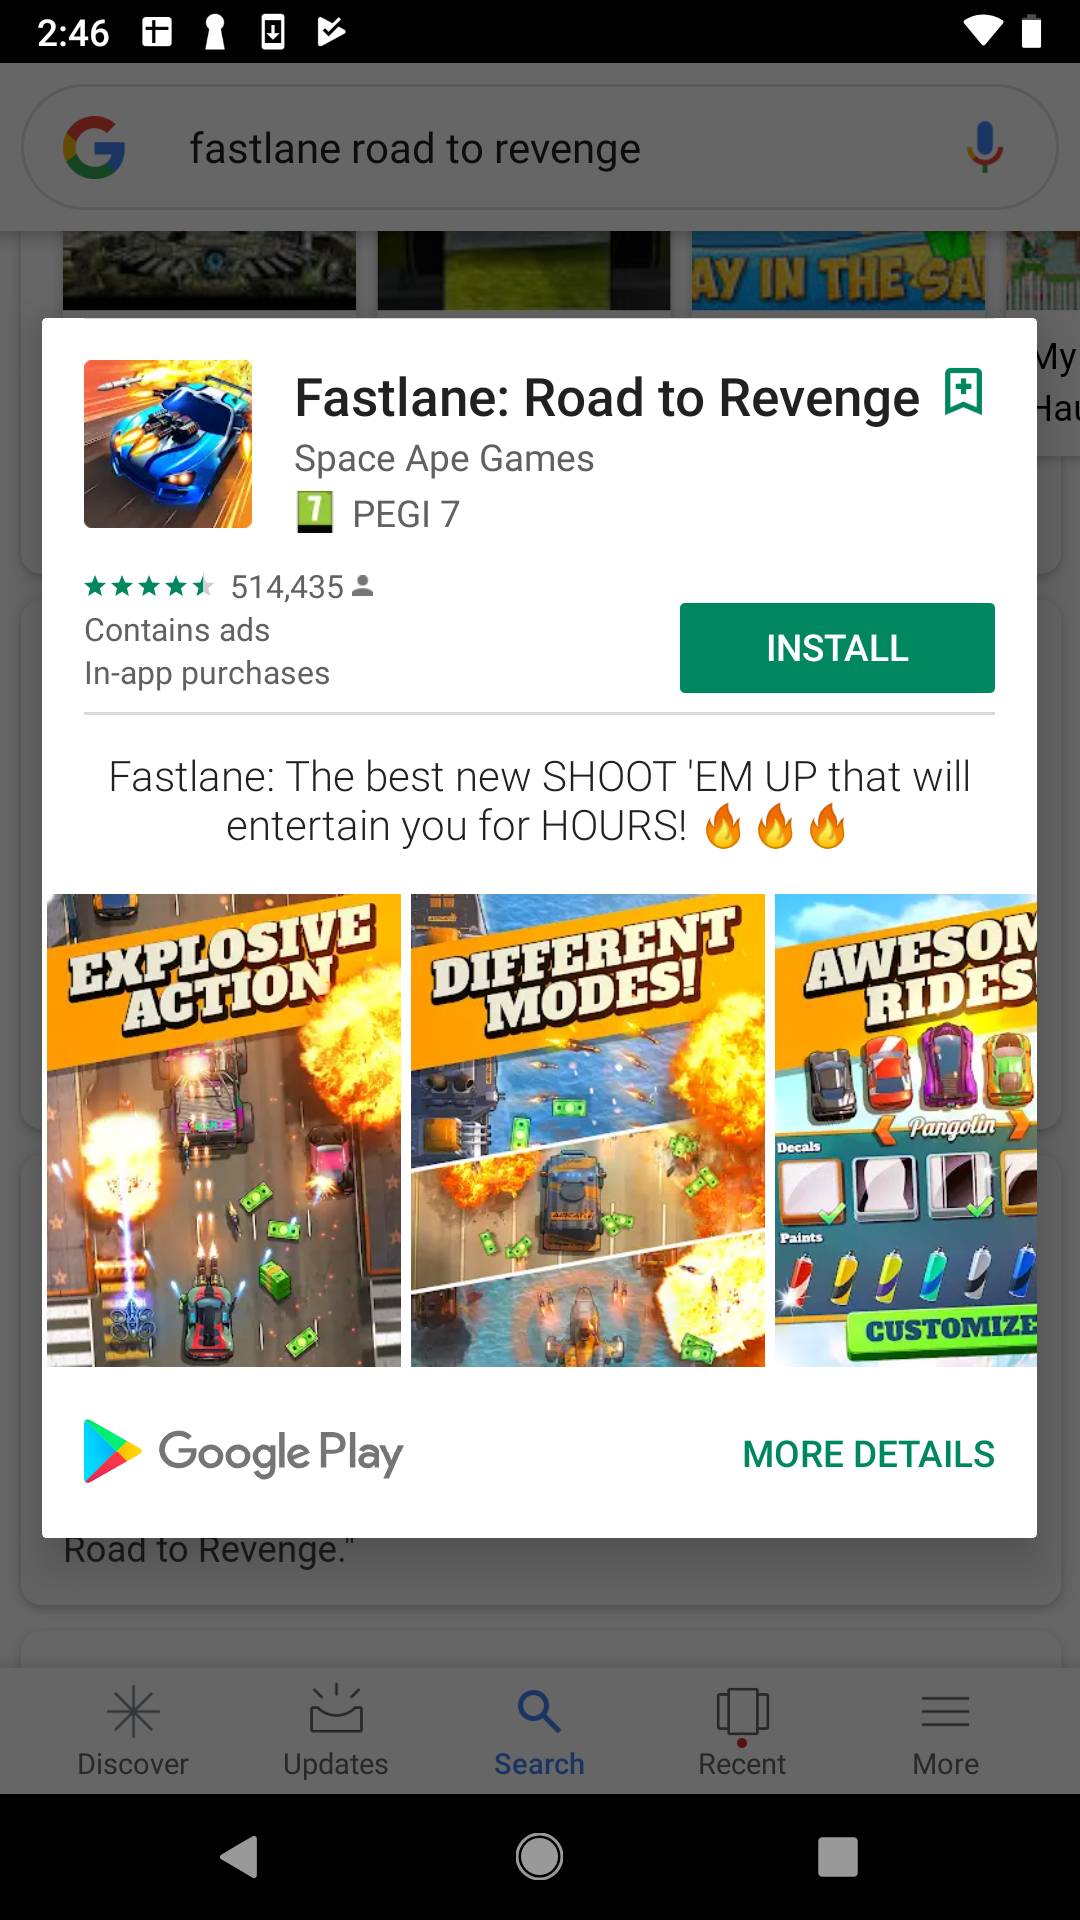 2:46
fastlane road to revenge
AY IN THE SA
My
Hau
Fastlane: Road to Revenge
Space Ape Games
7 PEGI 7
514,435
Contains ads
In-app purchases
INSTALL
Fastlane: The best new SHOOT 'EM UP that will
entertain you for HOURS! 🔥🔥🔥
EXPLOSIVE
ACTION
DIFFERENT
MODES!
AWESOM
RIDES!
Pangolin
Decals
Paints
CUSTOMIZE
Google Play
MORE DETAILS
Road to Revenge."
Discover
Updates
Search
Recent
More